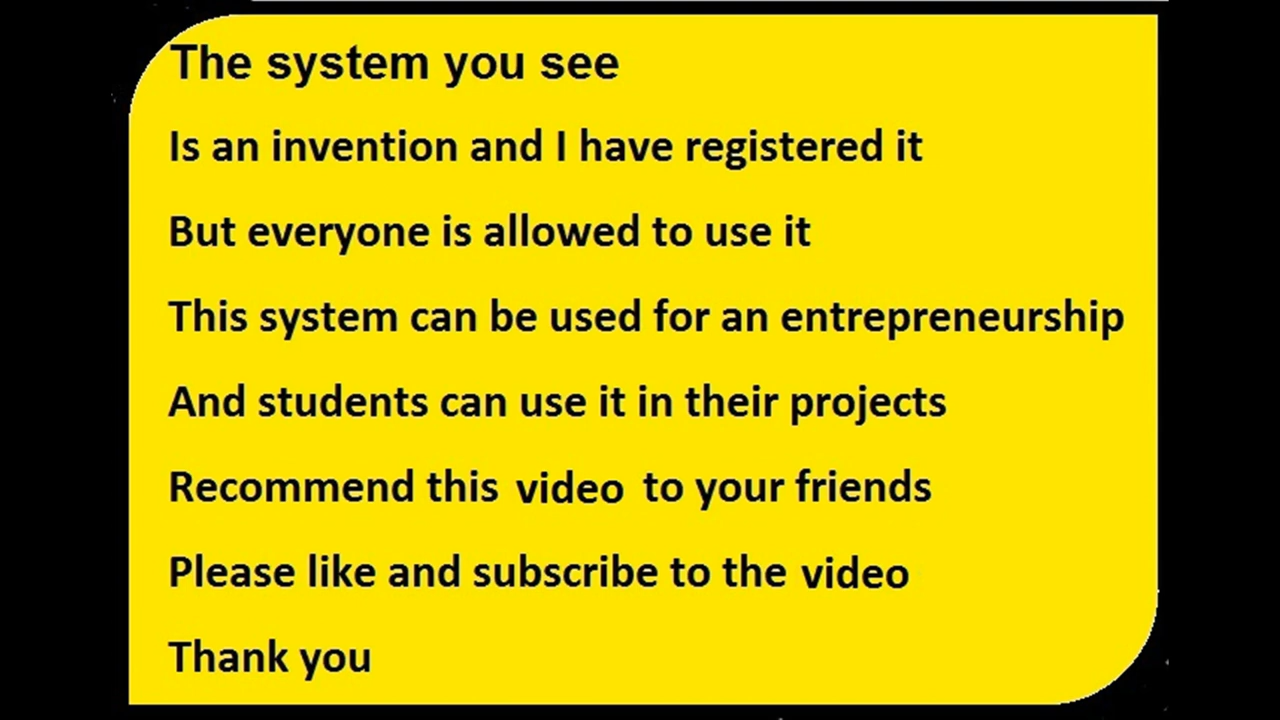 The system you see
Is an invention and I have registered it
But everyone is allowed to use it
This system can be used for an entrepreneurship
And students can use it in their projects
Recommend this video to your friends
Please like and subscribe to the video
Thank you